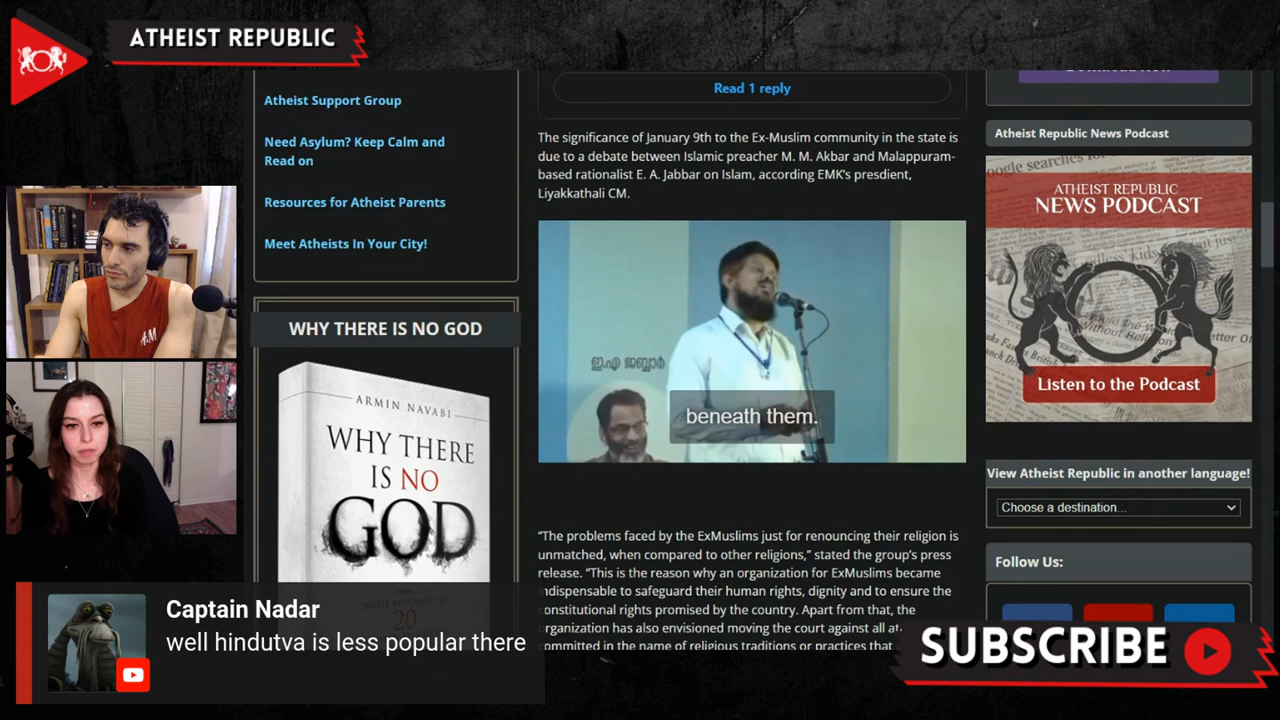 ATHEIST REPUBLIC
Atheist Support Group
Need Asylum? Keep Calm and
Read on
Resources for Atheist Parents
Meet Atheists In Your City!
WHY THERE IS NO GOD
ARMIN NAVABI
WHY THERE
IS NO
GOD
20
Read 1 reply
The significance of January 9th to the Ex-Muslim community in the state is
due to a debate between Islamic preacher M. M. Akbar and Malappuram-
based rationalist E. A. Jabbar on Islam, according EMK's presdient,
Liyakkathali CM.
ഇ.എ ജബ്ബാർ
beneath them.
“The problems faced by the ExMuslims just for renouncing their religion is
unmatched, when compared to other religions,” stated the group's press
release. “This is the reason why an organization for ExMuslims became
indispensable to safeguard their human rights, dignity and to ensure the
constitutional rights promised by the country. Apart from that, the
organization has also envisioned moving the court against all
committed in the name of religious traditions or practices that
Atheist Republic News Podcast
ATHEIST REPUBLIC
NEWS PODCAST
Listen to the Podcast
View Atheist Republic in another language!
Choose a destination...
Follow Us:
Captain Nadar
well hindutva is less popular there
SUBSCRIBE